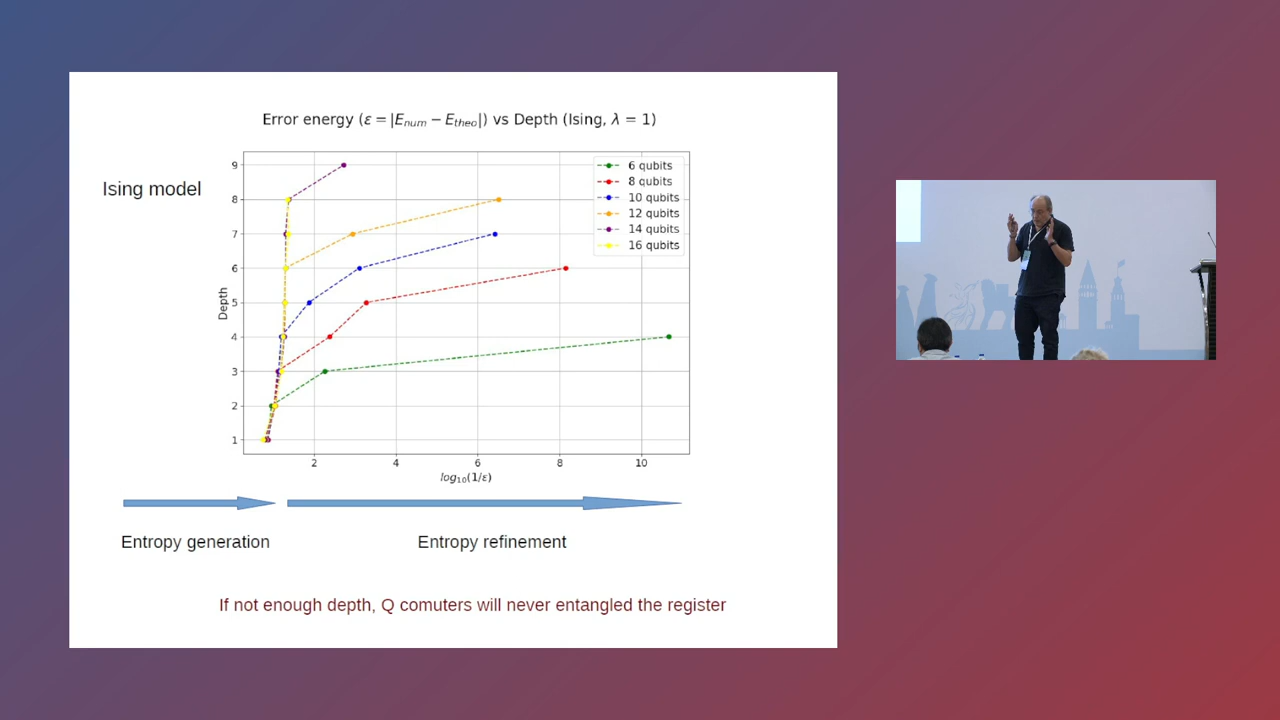 Error energy (ε = |E_num − E_theo|) vs Depth (Ising, λ = 1)
Ising model
9
8
7
6
5
4
3
2
1
Depth
6 qubits
8 qubits
10 qubits
12 qubits
14 qubits
16 qubits
2 4 6 8 10
log₁₀(1/ε)
Entropy generation Entropy refinement
If not enough depth, Q comuters will never entangled the register